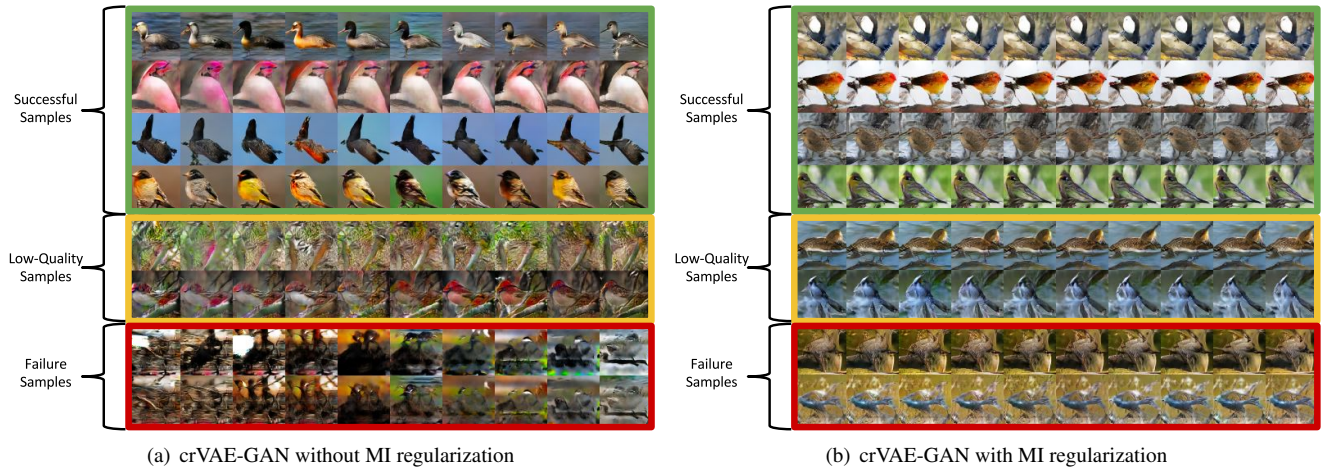 Successful
Samples
Low-Quality
Samples
Failure
Samples
(a) crVAE-GAN without MI regularization
Successful
Samples
Low-Quality
Samples
Failure
Samples
(b) crVAE-GAN with MI regularization